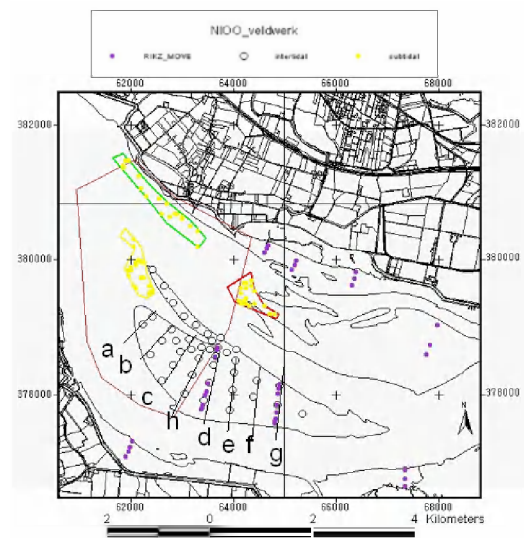 NIOO_veldwerk
RIKZ_MOVE intertidal subtidal
62000 64000 66000 68000
382000 382000
380000 380000
378000 378000
a
b
c
h
d
e
f
g
N
62000 64000 66000 68000
2 0 2 4 Kilometers